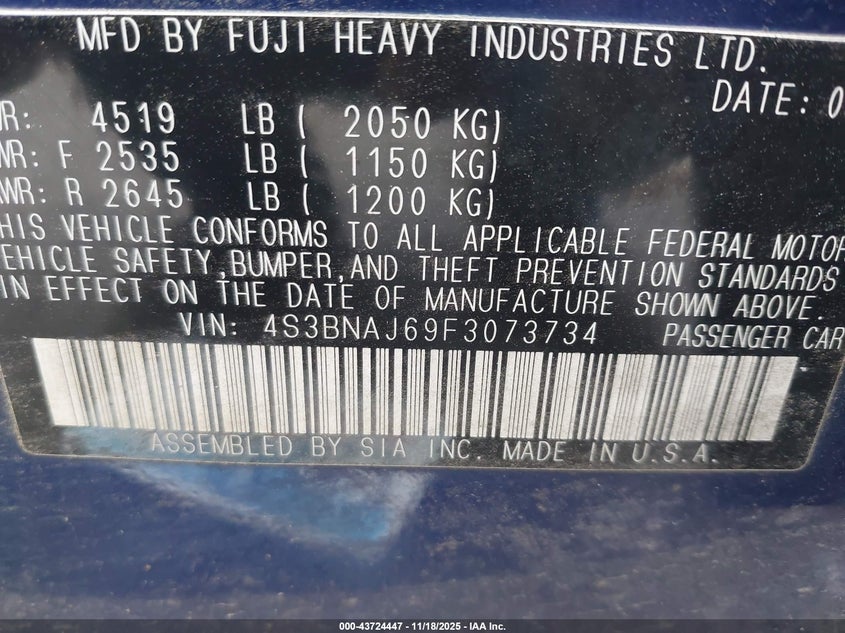 MFD BY FUJI HEAVY INDUSTRIES LTD.
DATE: 0
WR: 4519 LB ( 2050 KG)
WR: F 2535 LB ( 1150 KG)
AWR: R 2645 LB ( 1200 KG)
HIS VEHICLE CONFORMS TO ALL APPLICABLE FEDERAL MOTOR
EHICLE SAFETY,BUMPER,AND THEFT PREVENTION STANDARDS
IN EFFECT ON THE DATE OF MANUFACTURE SHOWN ABOVE.
VIN: 4S3BNAJ69F3073734 PASSENGER CAR
ASSEMBLED BY SIA INC. MADE IN U.S.A.
000-43724447 - 11/18/2025 - IAA Inc.